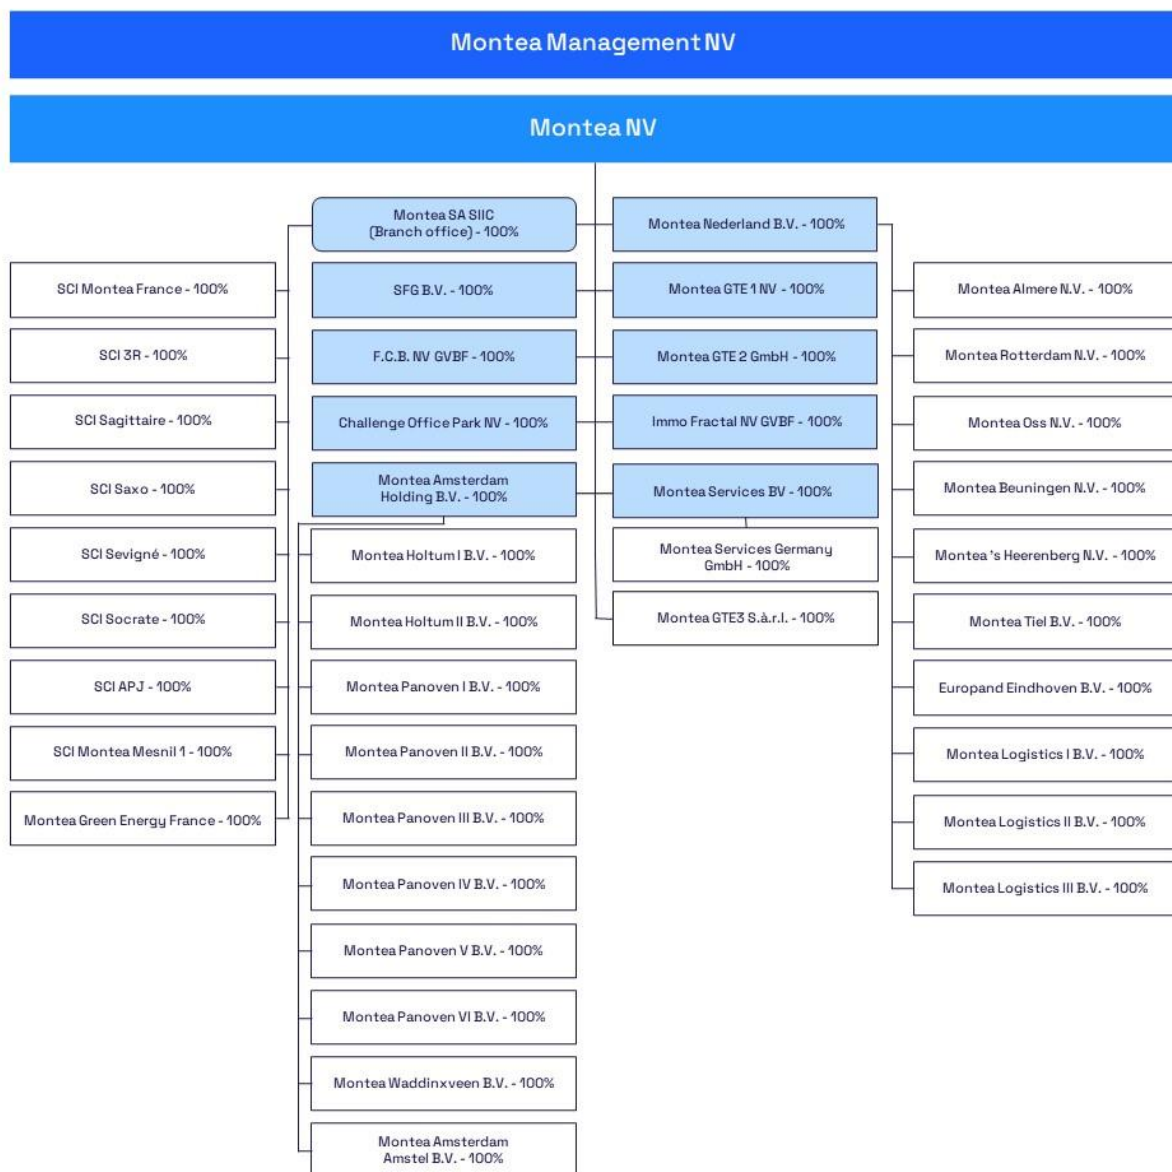 Montea Management NV
Montea NV
Montea SA SIIC
(Branch office) - 100%
Montea Nederland B.V. - 100%
SCI Montea France - 100%
SFG B.V. - 100%
Montea GTE 1 NV - 100%
Montea Almere N.V. - 100%
SCI 3R - 100%
F.C.B. NV GVBF - 100%
Montea GTE 2 GmbH - 100%
Montea Rotterdam N.V. - 100%
SCI Sagittaire - 100%
Challenge Office Park NV - 100%
Immo Fractal NV GVBF - 100%
Montea Oss N.V. - 100%
SCI Saxo - 100%
Montea Amsterdam
Holding B.V. - 100%
Montea Services BV - 100%
Montea Beuningen N.V. - 100%
SCI Sevigné - 100%
Montea Holtum I B.V. - 100%
Montea Services Germany
GmbH - 100%
Montea 's Heerenberg N.V. - 100%
SCI Socrate - 100%
Montea Holtum II B.V. - 100%
Montea GTE3 S.à.r.l. - 100%
Montea Tiel B.V. - 100%
SCI APJ - 100%
Montea Panoven I B.V. - 100%
Europand Eindhoven B.V. - 100%
SCI Montea Mesnil 1 - 100%
Montea Panoven II B.V. - 100%
Montea Logistics I B.V. - 100%
Montea Green Energy France - 100%
Montea Panoven III B.V. - 100%
Montea Logistics II B.V. - 100%
Montea Panoven IV B.V. - 100%
Montea Logistics III B.V. - 100%
Montea Panoven V B.V. - 100%
Montea Panoven VI B.V. - 100%
Montea Waddinxveen B.V. - 100%
Montea Amsterdam
Amstel B.V. - 100%